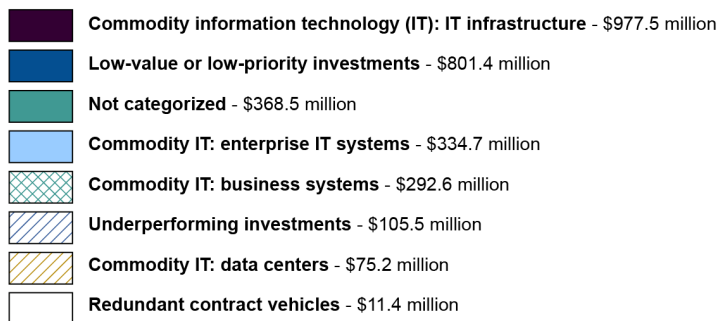 Commodity information technology (IT): IT infrastructure - $977.5 million
Low-value or low-priority investments - $801.4 million
Not categorized - $368.5 million
Commodity IT: enterprise IT systems - $334.7 million
Commodity IT: business systems - $292.6 million
Underperforming investments - $105.5 million
Commodity IT: data centers - $75.2 million
Redundant contract vehicles - $11.4 million